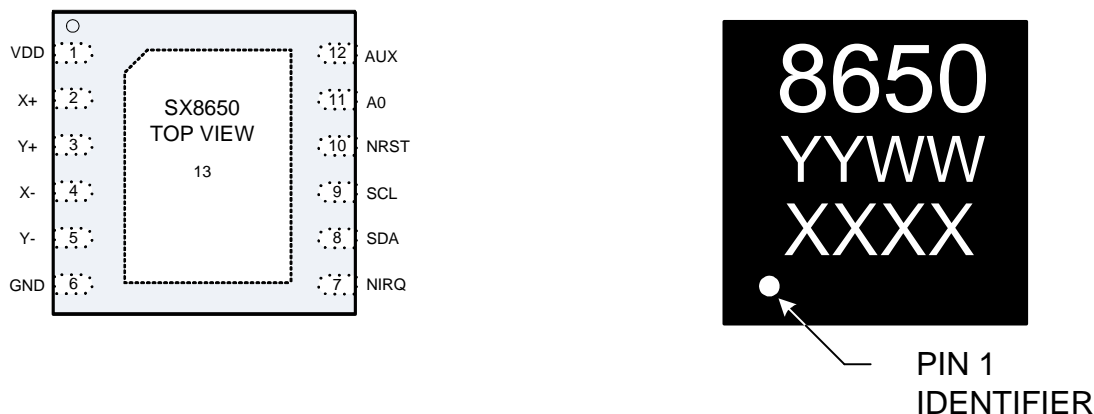 VDD 1
X+ 2
Y+ 3
X- 4
Y- 5
GND 6
SX8650
TOP VIEW
13
12 AUX
11 A0
10 NRST
9 SCL
8 SDA
7 NIRQ
8650
YYWW
XXXX
PIN 1
IDENTIFIER